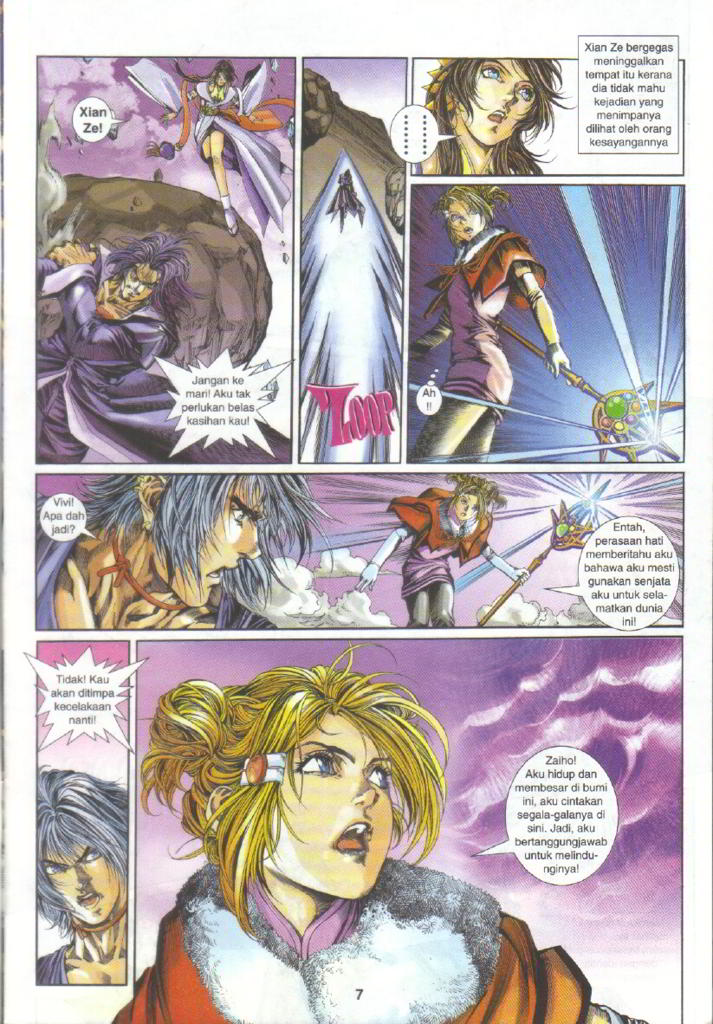 Xian
Ze!
Jangan ke
mari! Aku tak
perlukan belas
kasihan kau!
ZOOP
Xian Ze bergegas
meninggalkan
tempat itu kerana
dia tidak mahu
kejadian yang
menimpanya
dilihat oleh orang
kesayangannya
Ah
!!
Vivi!
Apa dah
jadi?
Entah,
perasaan hati
memberitahu aku
bahawa aku mesti
gunakan senjata
aku untuk sela-
matkan dunia
ini!
Tidak! Kau
akan ditimpa
kecelakaan
nanti!
Zaiho!
Aku hidup dan
membesar di bumi
ini, aku cintakan
segala-galanya di
sini. Jadi, aku
bertanggungjawab
untuk melindu-
nginya!
7